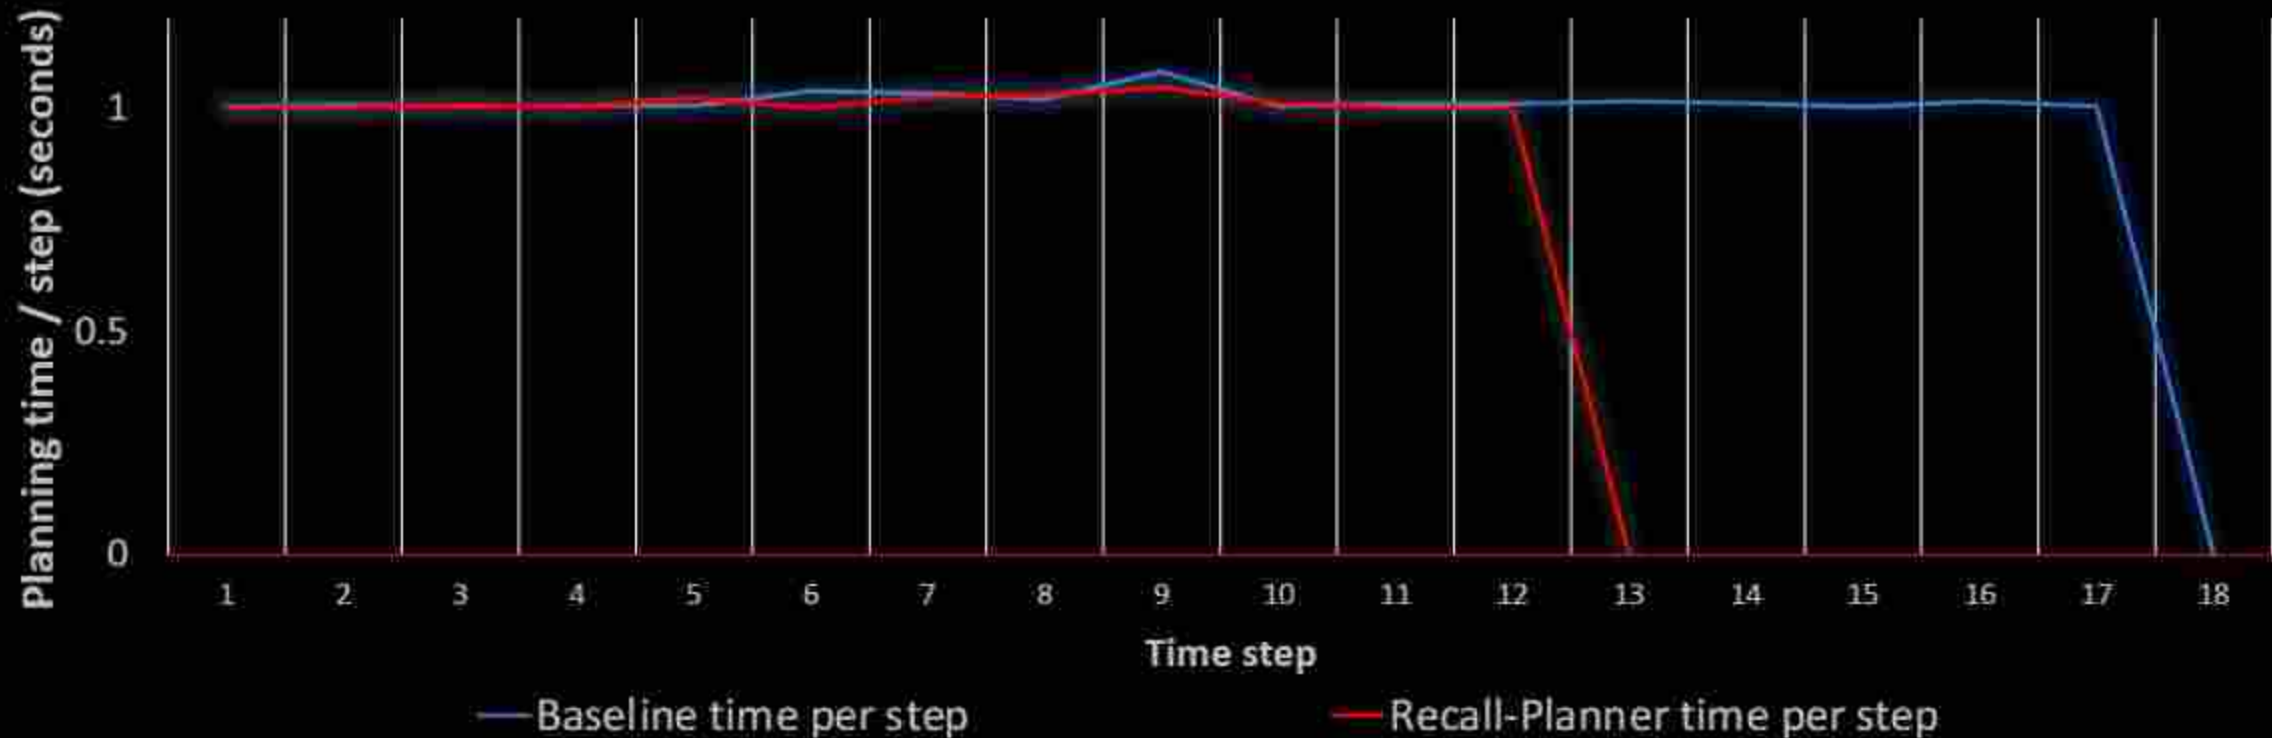 Planning time / step (seconds)
1
0.5
0
1 2 3 4 5 6 7 8 9 10 11 12 13 14 15 16 17 18
Time step
Baseline time per step Recall-Planner time per step